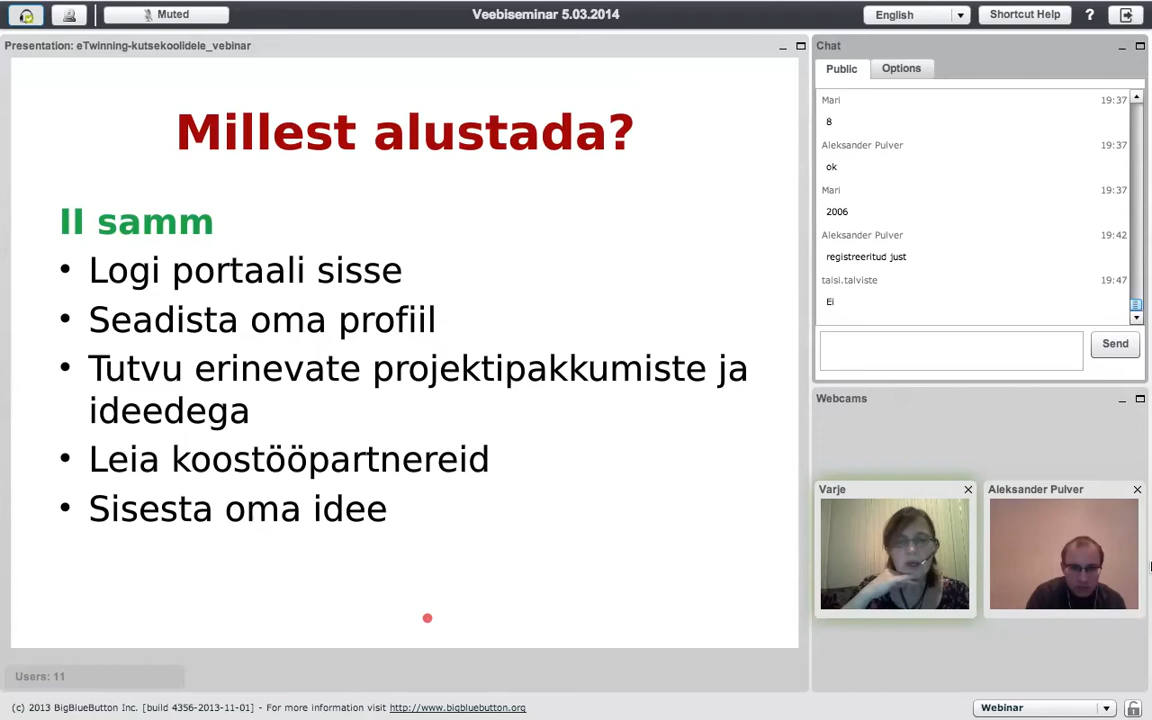 Muted
Veebiseminar 5.03.2014
English
Shortcut Help
?
Presentation: eTwinning-kutsekoolidele_vebinar
Millest alustada?
II samm
• Logi portaali sisse
• Seadista oma profiil
• Tutvu erinevate projektipakkumiste ja
ideedega
• Leia koostööpartnereid
• Sisesta oma idee
Users: 11
Chat
Public
Options
Mari 19:37
8
Aleksander Pulver 19:37
ok
Mari 19:37
2006
Aleksander Pulver 19:42
registreeritud just
taisi.talviste 19:47
Ei
Send
Webcams
Varje
Aleksander Pulver
(c) 2013 BigBlueButton Inc. [build 4356-2013-11-01] - For more information visit http://www.bigbluebutton.org
Webinar